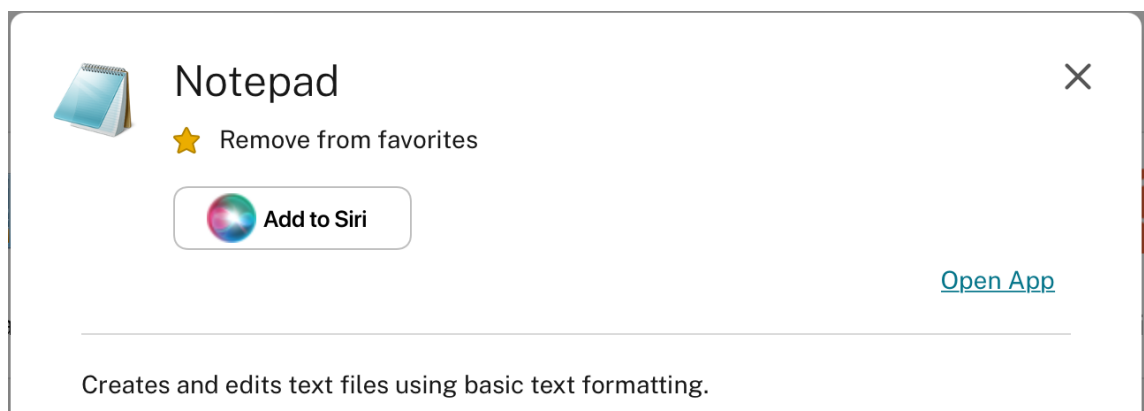 Notepad
Remove from favorites
Add to Siri
Open App
Creates and edits text files using basic text formatting.